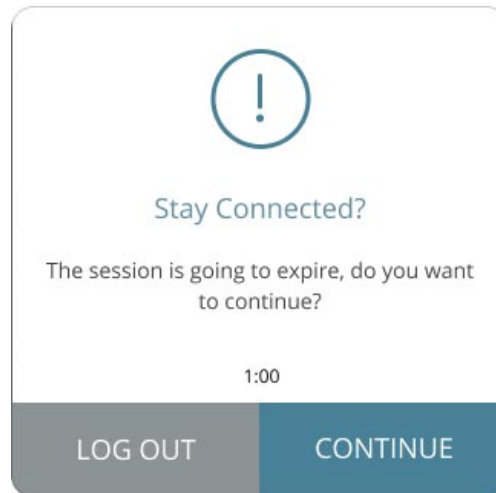 Stay Connected?
The session is going to expire, do you want
to continue?
1:00
LOG OUT CONTINUE